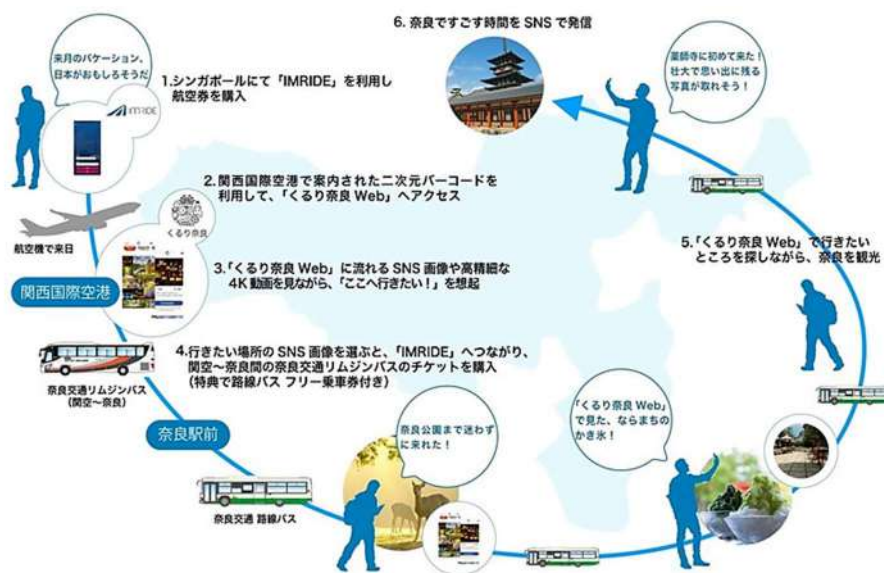 来月のバケーション、
日本がおもしろそうだ
IMRIDE
1.シンガポールにて「IMRIDE」を利用し
航空券を購入
2.関西国際空港で案内された二次元バーコードを
利用して、「くるり奈良Web」へアクセス
くるり奈良
航空機で来日
関西国際空港
3.「くるり奈良Web」に流れるSNS画像や高精細な
4K動画を見ながら、「ここへ行きたい!」を想起
4.行きたい場所のSNS画像を選ぶと、「IMRIDE」へつながり、
関空〜奈良間の奈良交通リムジンバスのチケットを購入
(特典で路線バス フリー乗車券付き)
奈良交通リムジンバス
(関空〜奈良)
奈良駅前
奈良交通 路線バス
奈良公園まで迷わず
に来れた!
「くるり奈良Web」
で見た、ならまちの
かき氷!
5.「くるり奈良Web」で行きたい
ところを探しながら、奈良を観光
薬師寺に初めて来た!
壮大で思い出に残る
写真が取れそう!
6. 奈良ですごす時間をSNSで発信